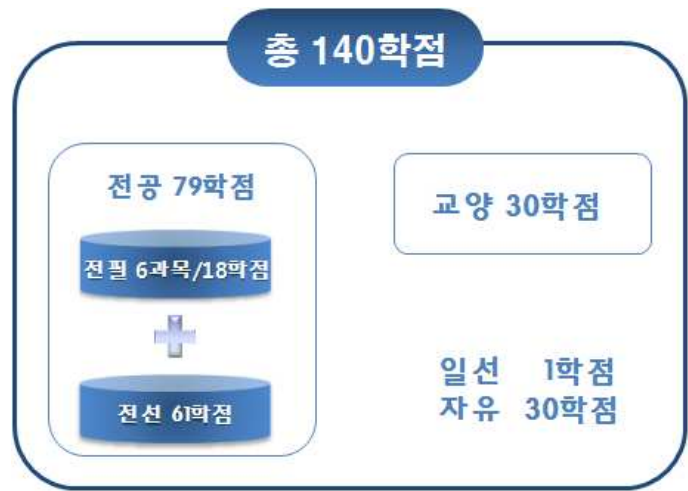 총 140학점
전공 79학점
전필 6과목/18학점
전선 61학점
교양 30학점
일선 1학점
자유 30학점